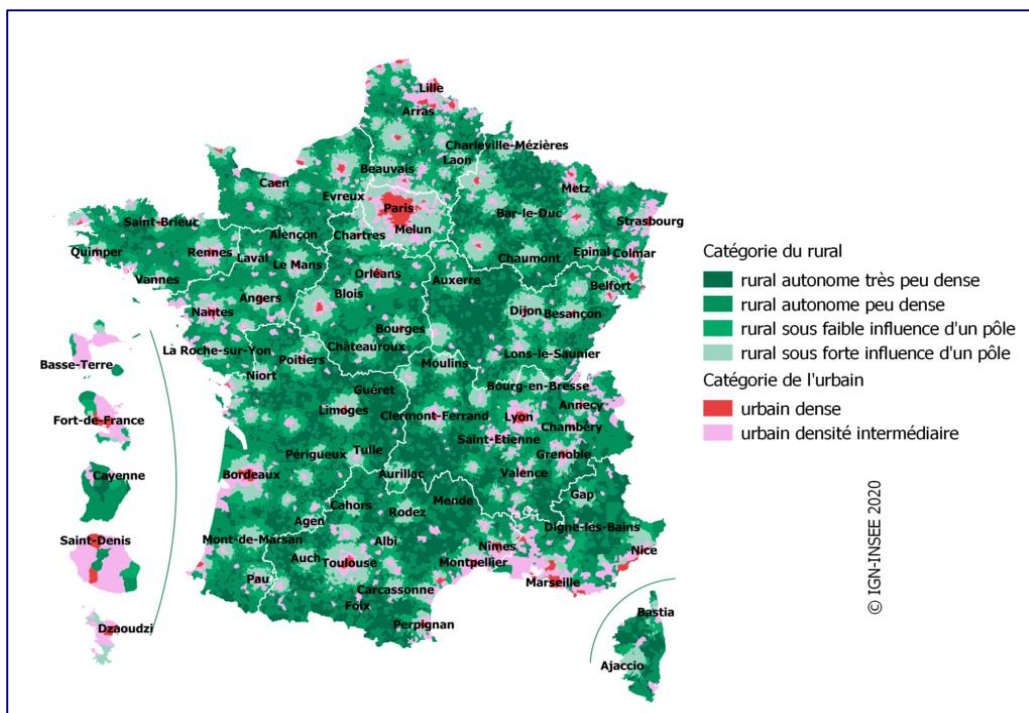 Lille
Arras
Charleville-Mézières
Laon
Beauvais
Caen
Evreux
Metz
Paris
Bar-le-Duc
Strasbourg
Saint-Brieuc
Melun
Alençon
Chartres
Quimper
Rennes
Laval
Chaumont
Epinal
Colmar
Le Mans
Orléans
Vannes
Auxerre
Belfort
Blois
Angers
Nantes
Dijon
Besançon
Bourges
La Roche-sur-Yon
Châteauroux
Poitiers
Lons-le-Saunier
Moulins
Niort
Bourg-en-Bresse
Guéret
Annecy
Limoges
Clermont-Ferrand
Lyon
Chambéry
Saint-Etienne
Périgueux
Tulie
Grenoble
Aurillac
Valence
Bordeaux
Mende
Gap
Cahors
Rodez
Agen
Digne-les-Bains
Mont-de-Marsan
Albi
Nîmes
Auch
Toulouse
Montpellier
Nice
Pau
Marseille
Carcassonne
Foix
Perpignan
Bastia
Ajaccio
Basse-Terre
Fort-de-France
Cayenne
Saint-Denis
Dzaoudzi
Catégorie du rural
rural autonome très peu dense
rural autonome peu dense
rural sous faible influence d'un pôle
rural sous forte influence d'un pôle
Catégorie de l'urbain
urbain dense
urbain densité intermédiaire
© IGN-INSEE 2020